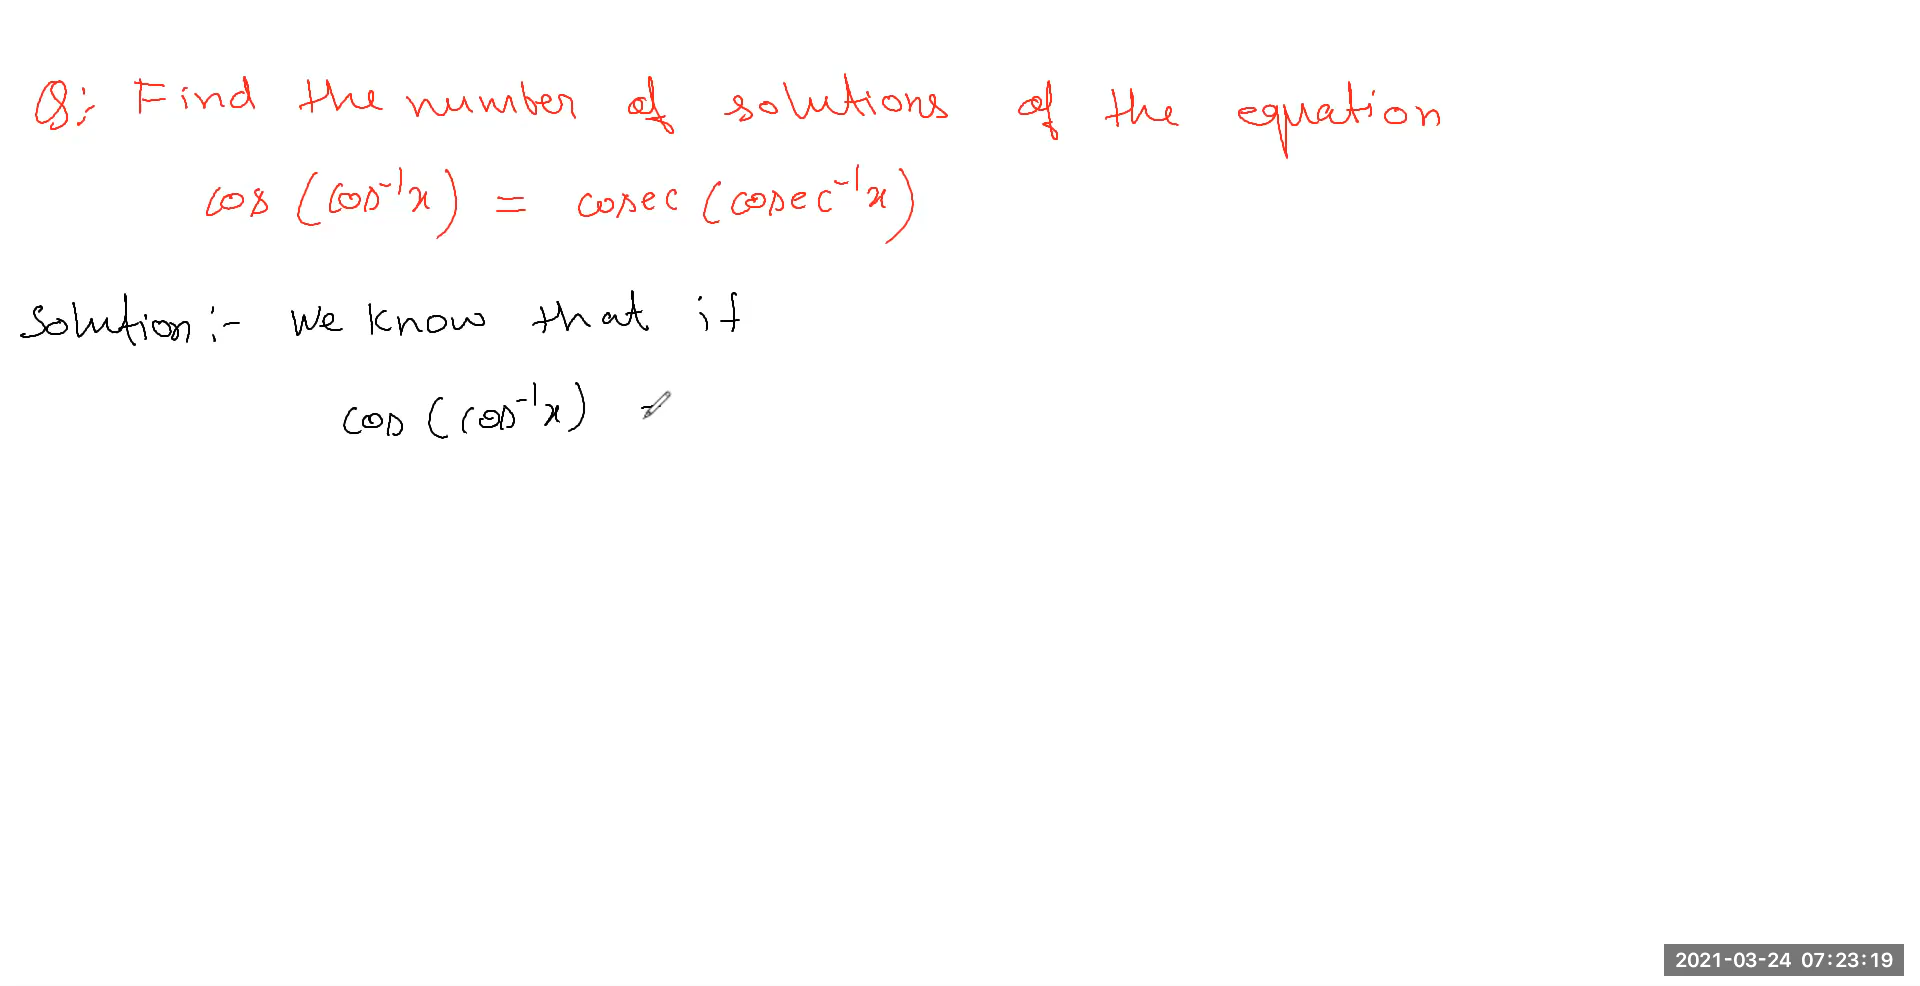 Q:- Find the number of solutions of the equation
cos (cos⁻¹x) = cosec (cosec⁻¹x)
Solution:- We know that if
cos (cos⁻¹x) =
2021-03-24 07:23:19